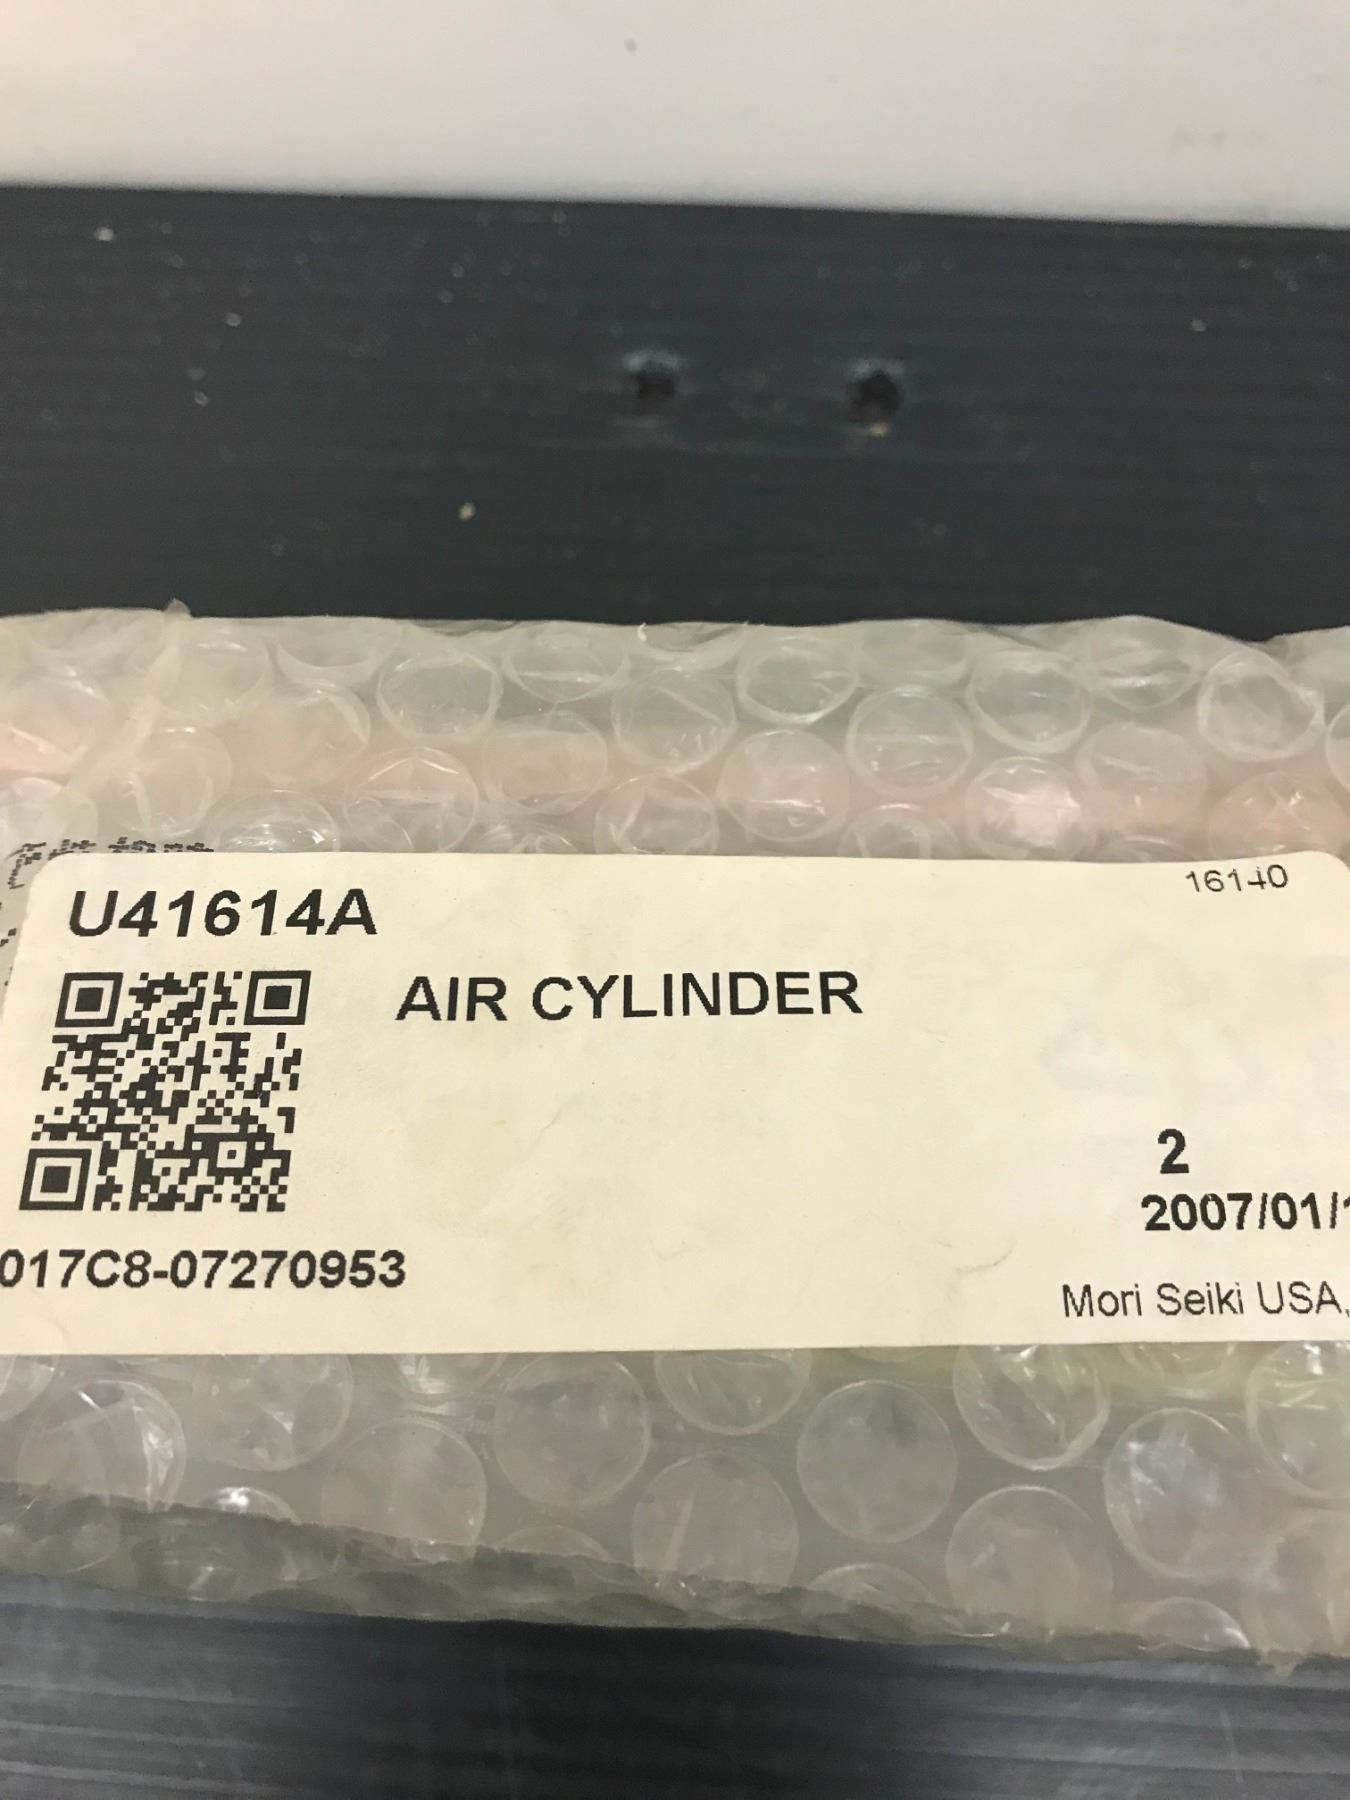 U41614A
16140
AIR CYLINDER
2
2007/01/1
017C8-07270953
Mori Seiki USA,